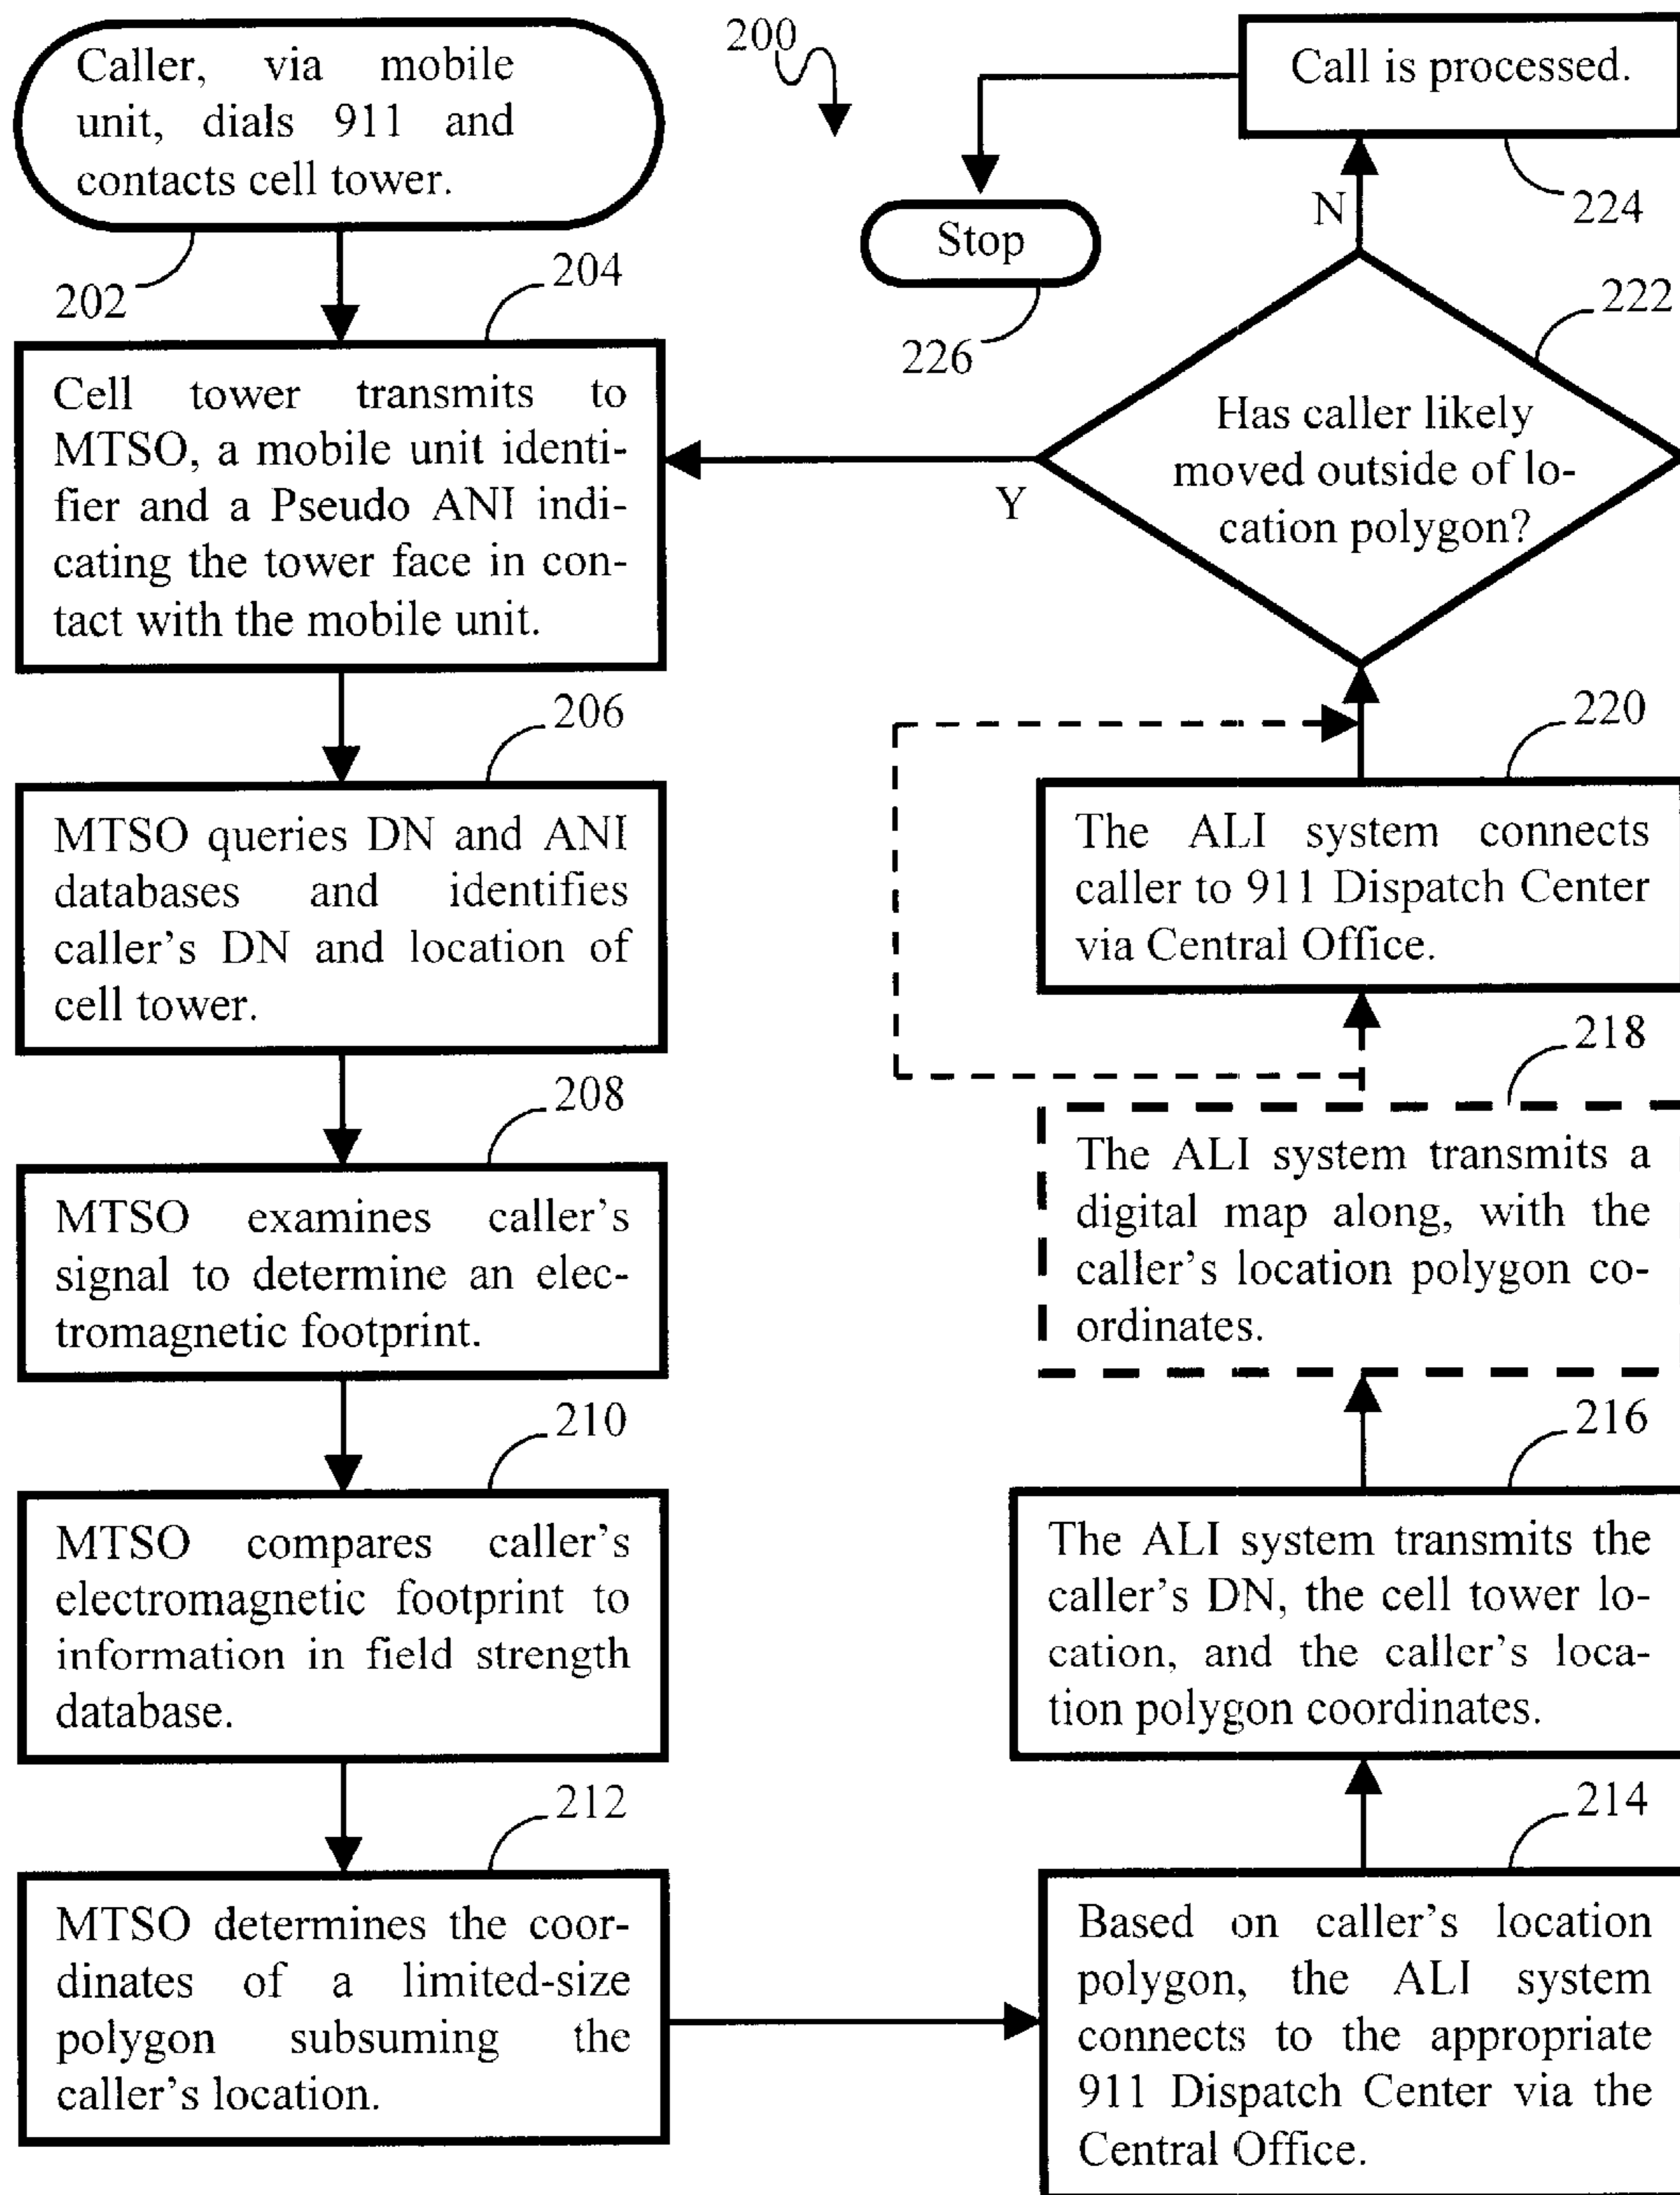 Caller, via mobile
unit, dials 911 and
contacts cell tower.
202
204
Cell tower transmits to
MTSO, a mobile unit identi-
fier and a Pseudo ANI indi-
cating the tower face in con-
tact with the mobile unit.
206
MTSO queries DN and ANI
databases and identifies
caller's DN and location of
cell tower.
208
MTSO examines caller's
signal to determine an elec-
tromagnetic footprint.
210
MTSO compares caller's
electromagnetic footprint to
information in field strength
database.
212
MTSO determines the coor-
dinates of a limited-size
polygon subsuming the
caller's location.
214
Based on caller's location
polygon, the ALI system
connects to the appropriate
911 Dispatch Center via the
Central Office.
216
The ALI system transmits the
caller's DN, the cell tower lo-
cation, and the caller's loca-
tion polygon coordinates.
218
The ALI system transmits a
digital map along, with the
caller's location polygon co-
ordinates.
220
The ALI system connects
caller to 911 Dispatch Center
via Central Office.
222
Has caller likely
moved outside of lo-
cation polygon?
Y
N
224
Call is processed.
Stop
226
200